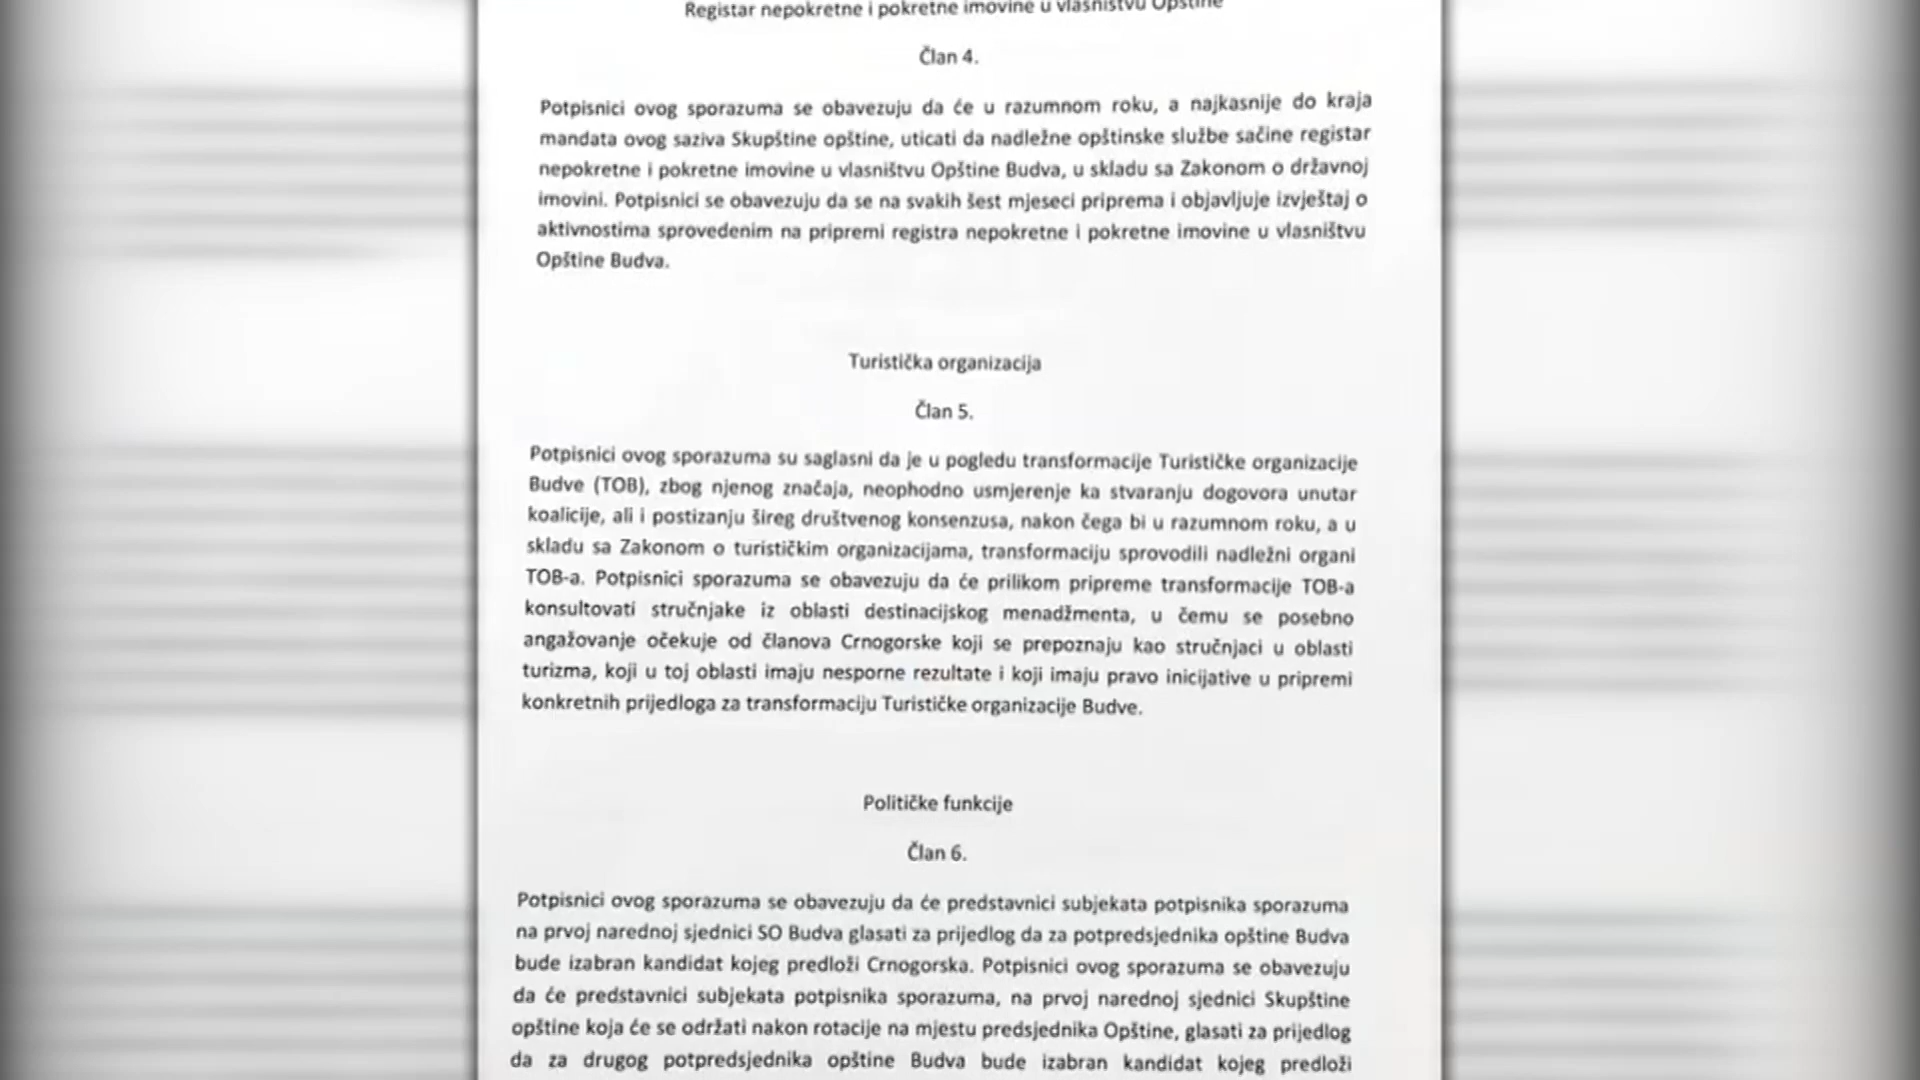 Registar nepokretne i pokretne imovine u vlasništvu Opštine
Član 4.
Potpisnici ovog sporazuma se obavezuju da će u razumnom roku, a najkasnije do kraja
mandata ovog saziva Skupštine opštine, uticati da nadležne opštinske službe sačine registar
nepokretne i pokretne imovine u vlasništvu Opštine Budva, u skladu sa Zakonom o državnoj
imovini. Potpisnici se obavezuju da se na svakih šest mjeseci priprema i objavljuje izvještaj o
aktivnostima sprovedenim na pripremi registra nepokretne i pokretne imovine u vlasništvu
Opštine Budva.
Turistička organizacija
Član 5.
Potpisnici ovog sporazuma su saglasni da je u pogledu transformacije Turističke organizacije
Budve (TOB), zbog njenog značaja, neophodno usmjerenje ka stvaranju dogovora unutar
koalicije, ali i postizanju šireg društvenog konsenzusa, nakon čega bi u razumnom roku, a u
skladu sa Zakonom o turističkim organizacijama, transformaciju sprovodili nadležni organi
TOB-a. Potpisnici sporazuma se obavezuju da će prilikom pripreme transformacije TOB-a
konsultovati stručnjake iz oblasti destinacijskog menadžmenta, u čemu se posebno
angažovanje očekuje od članova Crnogorske koji se prepoznaju kao stručnjaci u oblasti
turizma, koji u toj oblasti imaju nesporne rezultate i koji imaju pravo inicijative u pripremi
konkretnih prijedloga za transformaciju Turističke organizacije Budve.
Političke funkcije
Član 6.
Potpisnici ovog sporazuma se obavezuju da će predstavnici subjekata potpisnika sporazuma
na prvoj narednoj sjednici SO Budva glasati za prijedlog da za potpredsjednika opštine Budva
bude izabran kandidat kojeg predloži Crnogorska. Potpisnici ovog sporazuma se obavezuju
da će predstavnici subjekata potpisnika sporazuma, na prvoj narednoj sjednici Skupštine
opštine koja će se održati nakon rotacije na mjestu predsjednika Opštine, glasati za prijedlog
da za drugog potpredsjednika opštine Budva bude izabran kandidat kojeg predloži